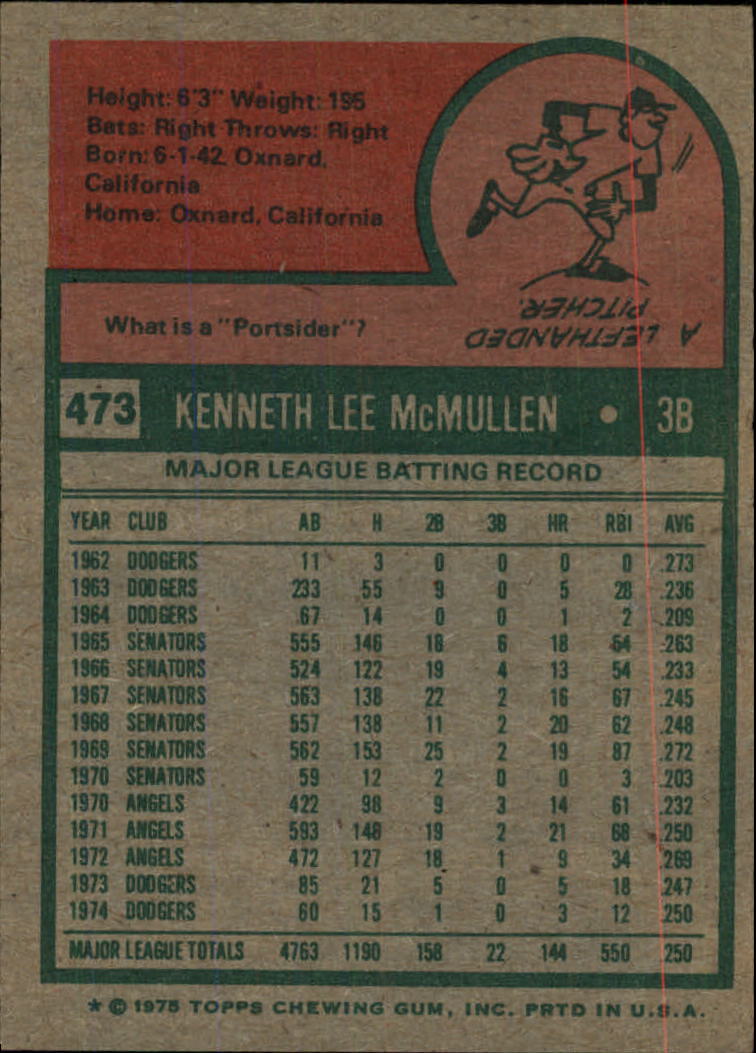 Height: 6'3" Weight: 195
Bats: Right Throws: Right
Born: 6-1-42, Oxnard,
California
Home: Oxnard, California
What is a "Portsider"?
A LEFTHANDED
PITCHER.
473 KENNETH LEE McMULLEN • 3B
MAJOR LEAGUE BATTING RECORD
YEAR CLUB AB H 2B 3B HR RBI AVG
1962 DODGERS 11 3 0 0 0 0 .273
1963 DODGERS 233 55 9 0 5 28 .236
1964 DODGERS 67 14 0 0 1 2 .209
1965 SENATORS 555 146 18 6 18 54 .263
1966 SENATORS 524 122 19 4 13 54 .233
1967 SENATORS 563 138 22 2 16 67 .245
1968 SENATORS 557 138 11 2 20 62 .248
1969 SENATORS 562 153 25 2 19 87 .272
1970 SENATORS 59 12 2 0 0 3 .203
1970 ANGELS 422 98 9 3 14 61 .232
1971 ANGELS 593 148 19 2 21 68 .250
1972 ANGELS 472 127 18 1 9 34 .269
1973 DODGERS 85 21 5 0 5 18 .247
1974 DODGERS 60 15 1 0 3 12 .250
MAJOR LEAGUE TOTALS 4763 1190 158 22 144 550 .250
* © 1975 TOPPS CHEWING GUM, INC. PRTD IN U.S.A.